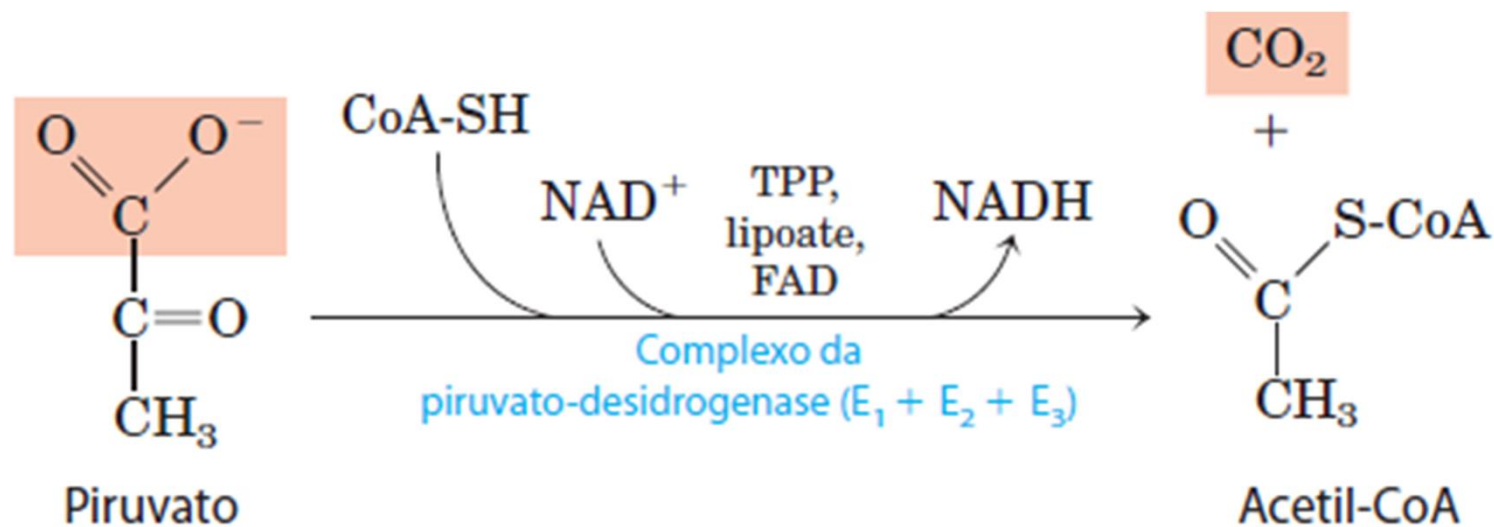 O O⁻
C
C=O
CH₃
Piruvato
CoA-SH
NAD⁺
TPP,
lipoate,
FAD
NADH
Complexo da
piruvato-desidrogenase (E₁ + E₂ + E₃)
CO₂
+
O S-CoA
C
CH₃
Acetil-CoA